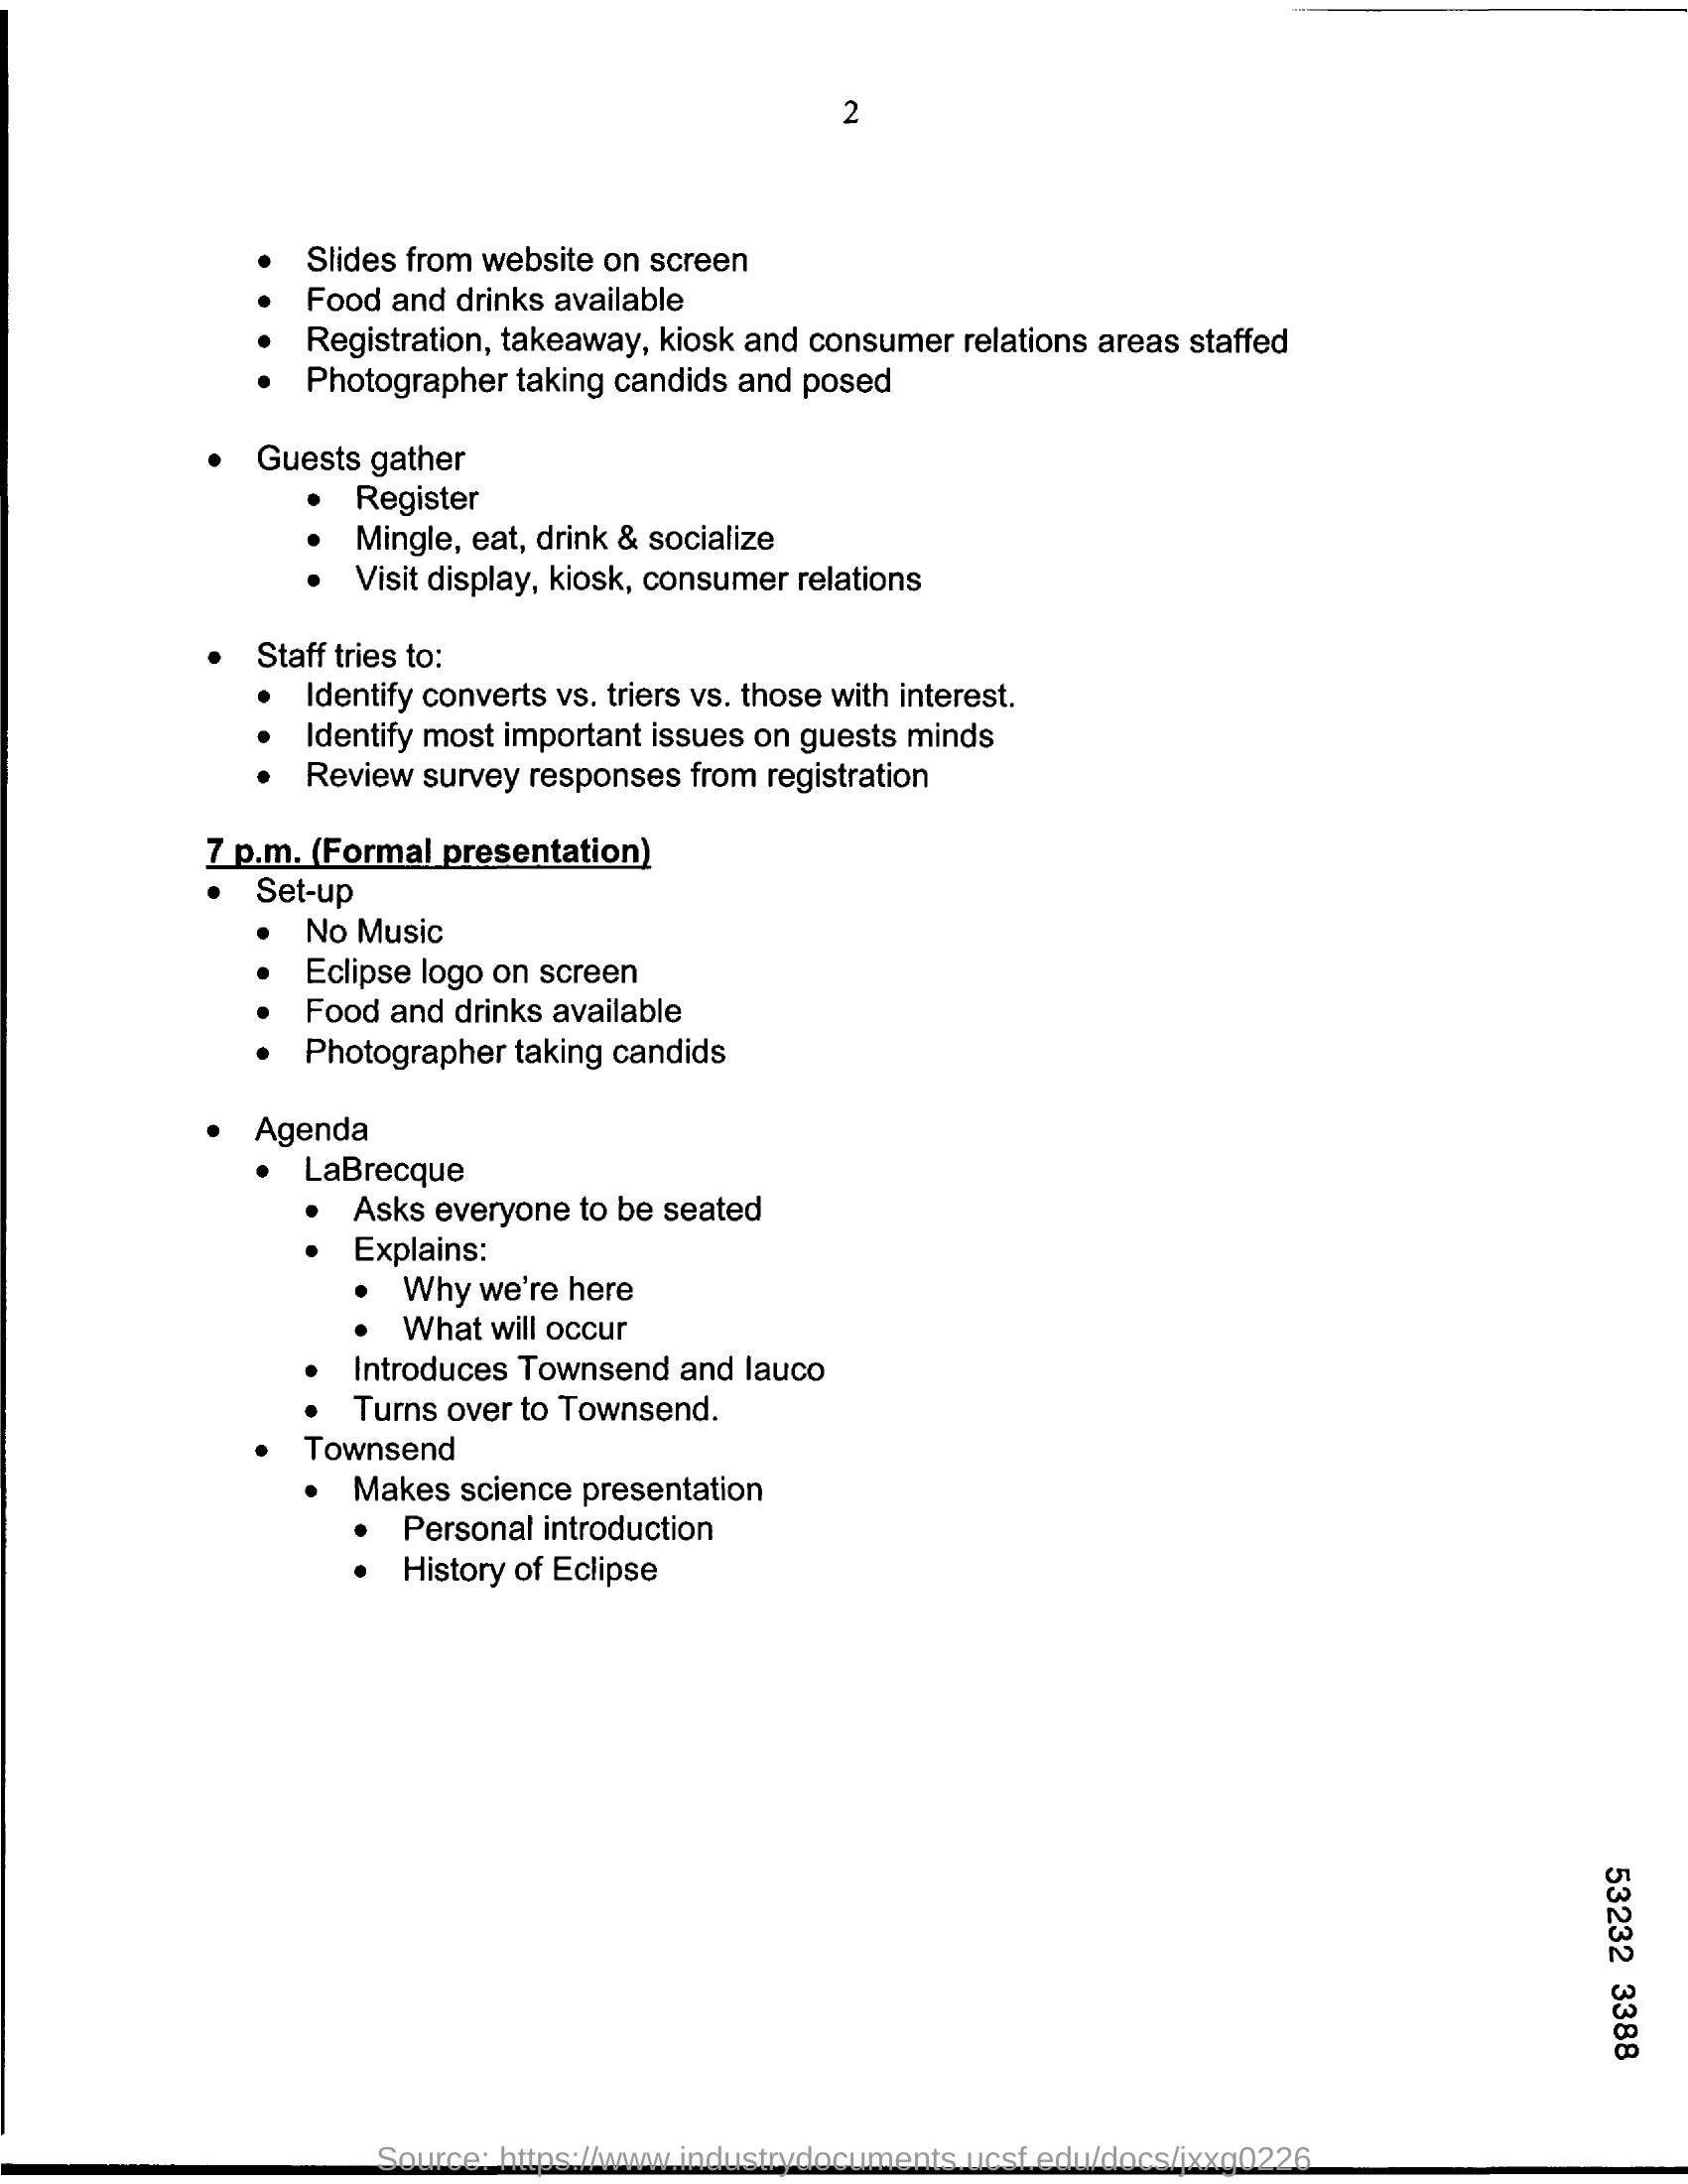 2
• Slides from website on screen
• Food and drinks available
• Registration, takeaway, kiosk and consumer relations areas staffed
• Photographer taking candids and posed
• Guests gather
• Register
• Mingle, eat, drink & socialize
• Visit display, kiosk, consumer relations
• Staff tries to:
• Identify converts vs. triers vs. those with interest.
• Identify most important issues on guests minds
• Review survey responses from registration
7 p.m. (Formal presentation)
• Set-up
• No Music
• Eclipse logo on screen
• Food and drinks available
• Photographer taking candids
• Agenda
• LaBrecque
• Asks everyone to be seated
• Explains:
• Why we're here
• What will occur
• Introduces Townsend and Iauco
• Turns over to Townsend.
• Townsend
• Makes science presentation
• Personal introduction
• History of Eclipse
53232 3388
Source: https://www.industrydocuments.ucsf.edu/docs/jxxg0226